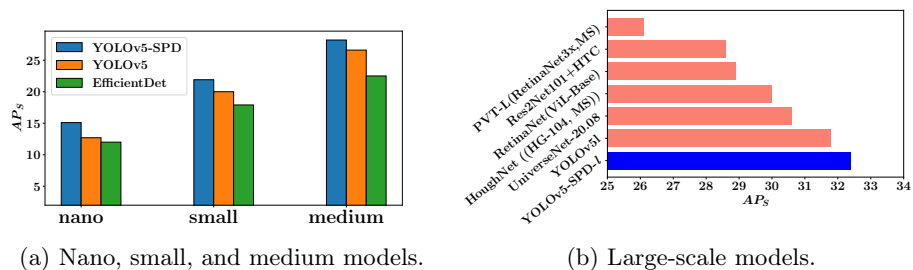 YOLOv5-SPD
YOLOv5
EfficientDet
AP_S
25
20
15
10
5
nano small medium
(a) Nano, small, and medium models.
PVT-L(RetinaNet3x,MS)
Res2Net101+HTC
RetinaNet(ViL-Base)
HoughNet ((HG-104, MS))
UniverseNet-20.08
YOLOv5l
YOLOv5-SPD-l
25 26 27 28 29 30 31 32 33 34
AP_S
(b) Large-scale models.